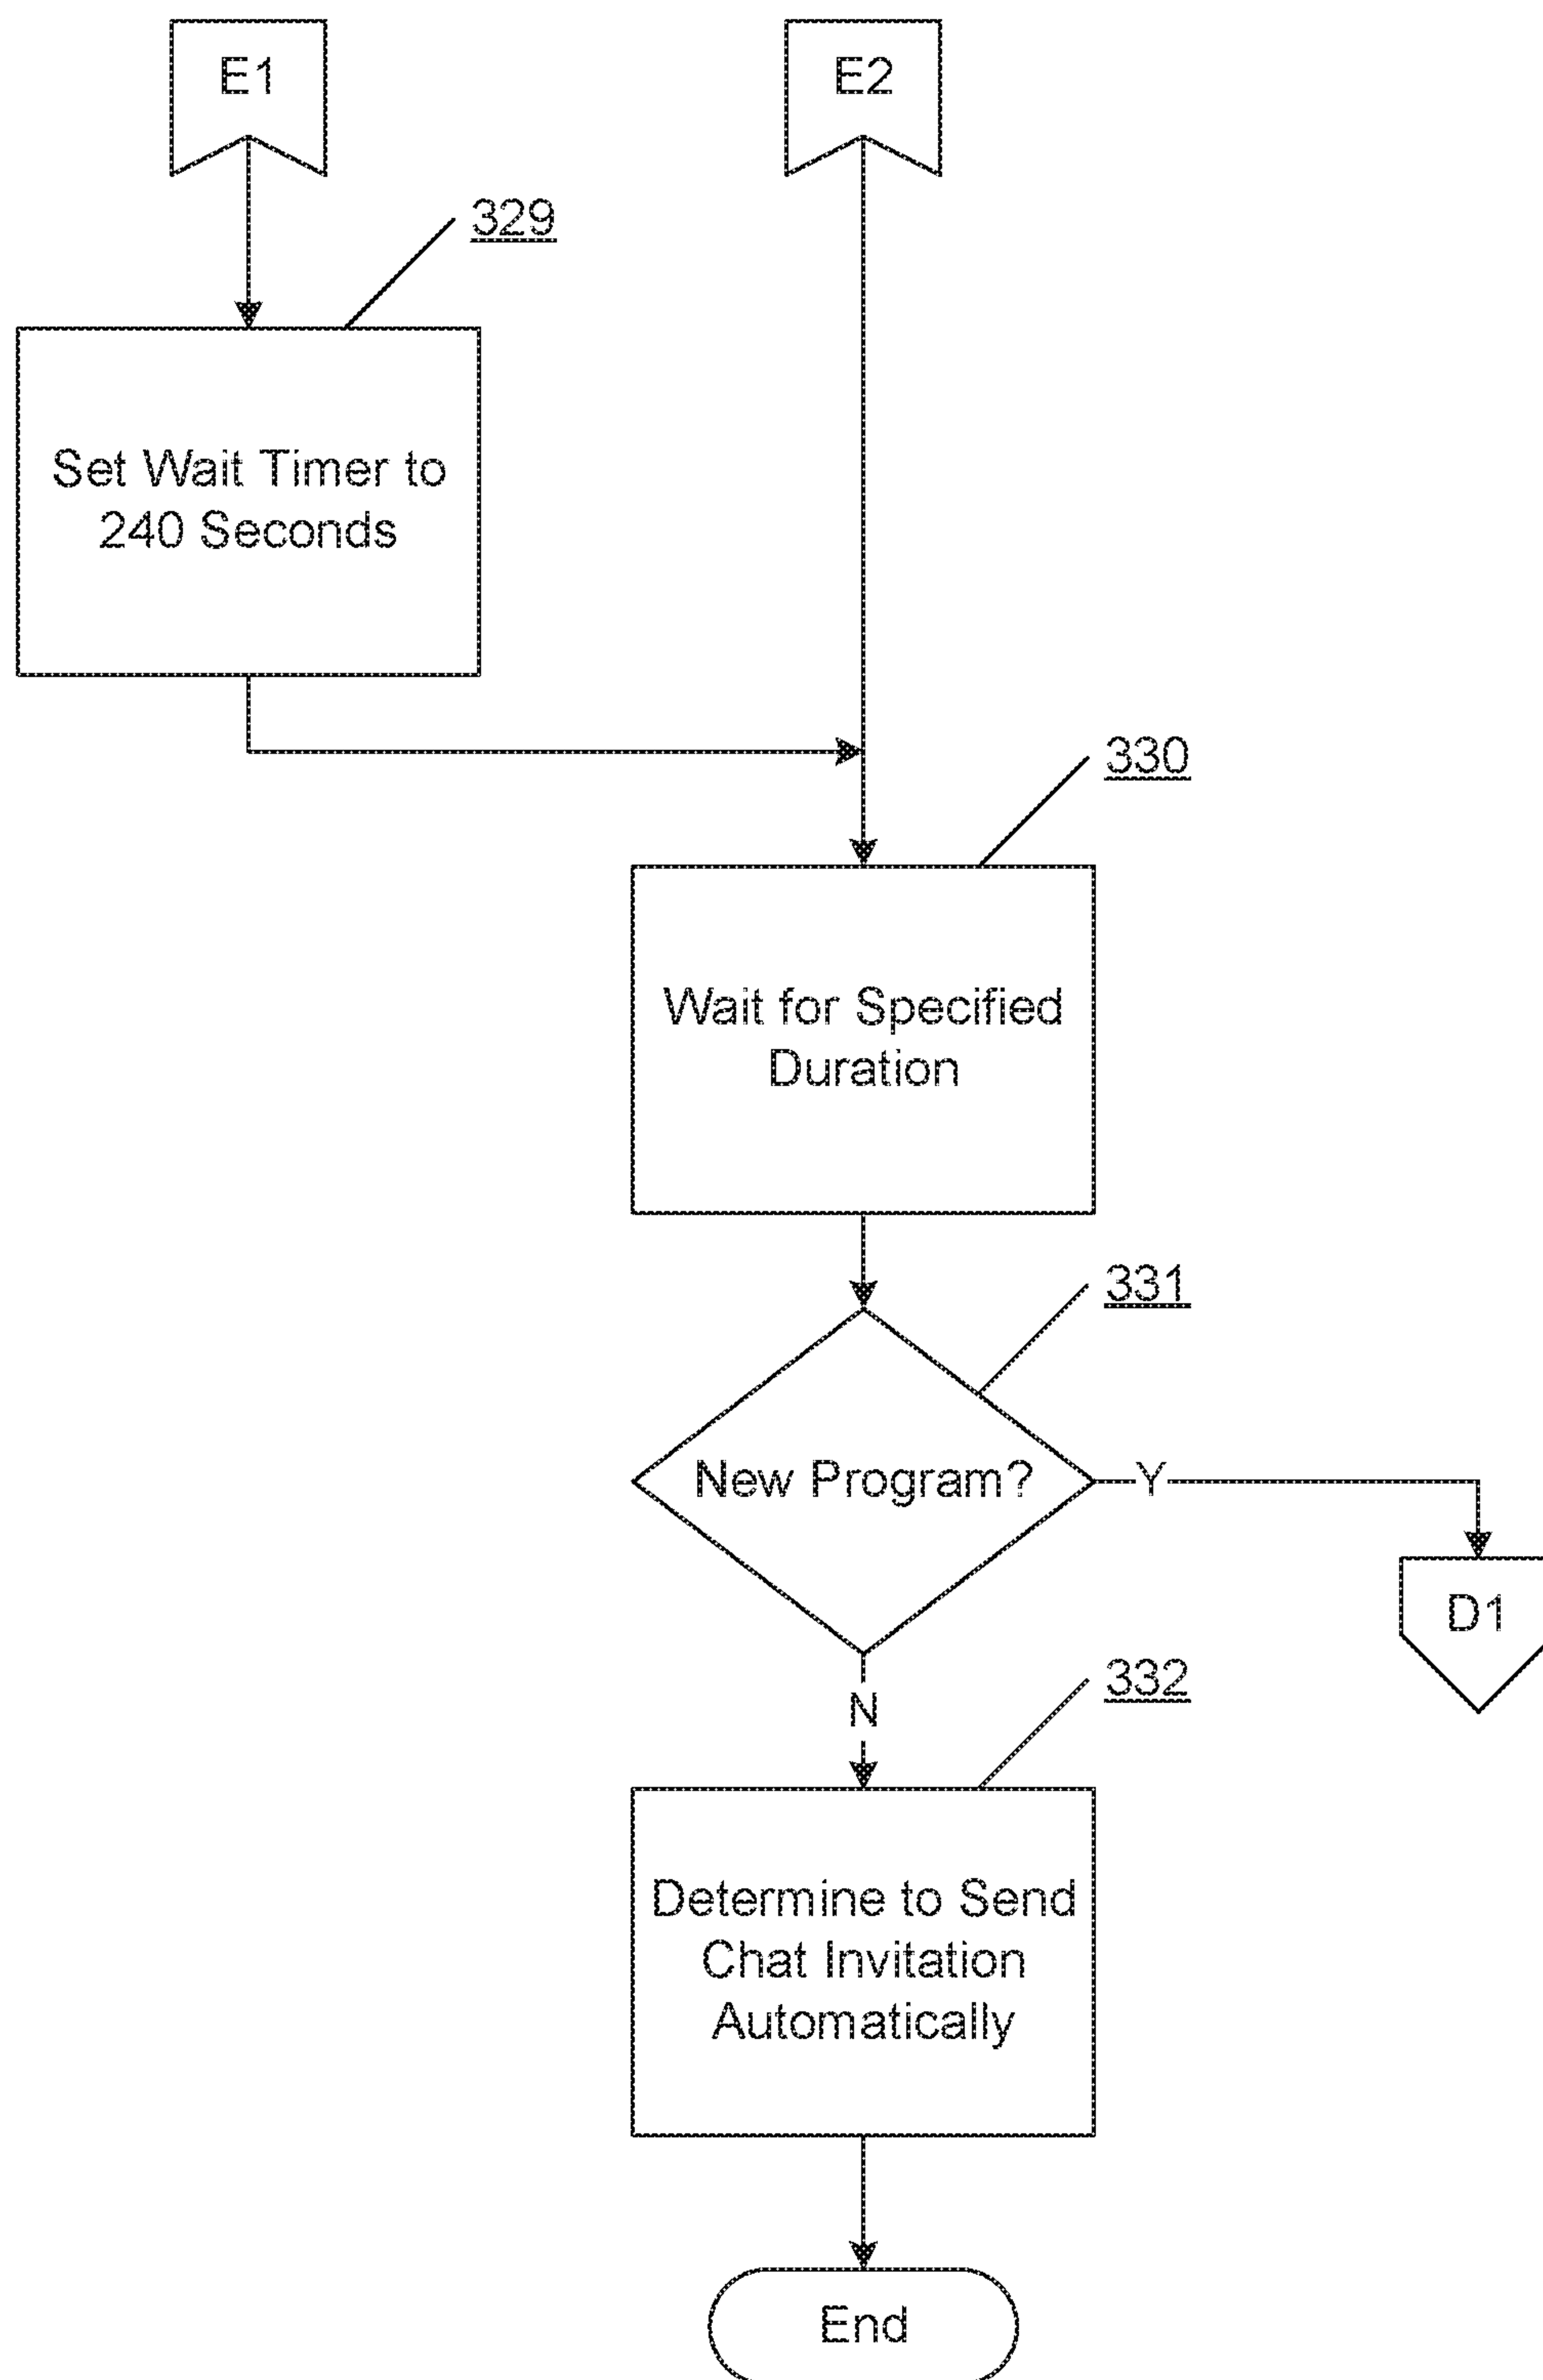 E1
E2
329
Set Wait Timer to
240 Seconds
330
Wait for Specified
Duration
331
New Program?
Y
D1
N
332
Determine to Send
Chat Invitation
Automatically
End